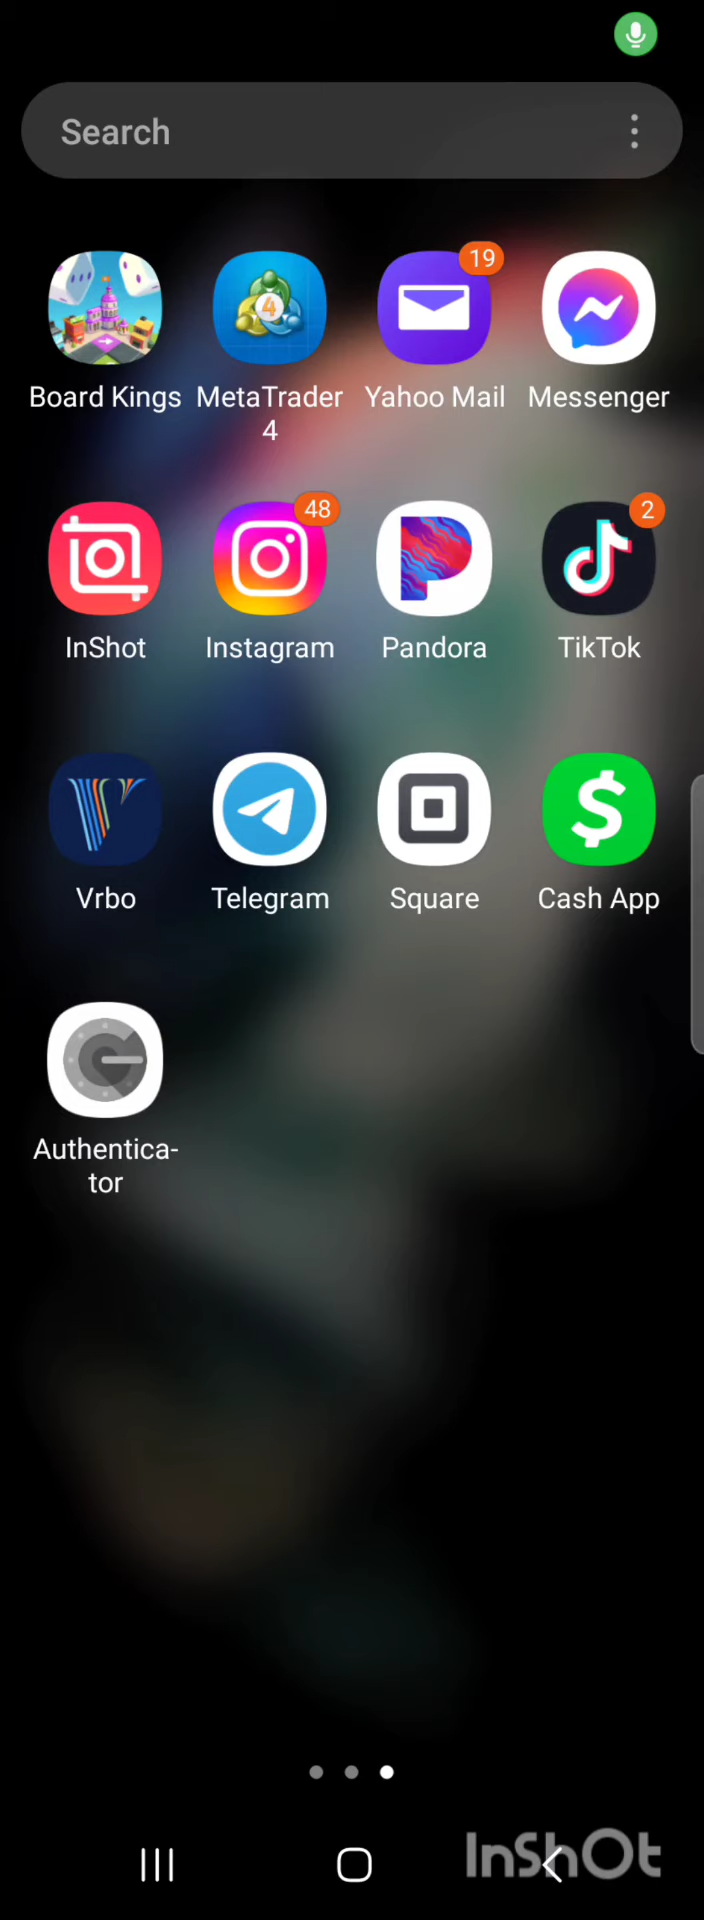 Search
19
Board Kings MetaTrader Yahoo Mail Messenger
4
48
2
InShot Instagram Pandora TikTok
Vrbo Telegram Square Cash App
Authentica-
tor
InShOt